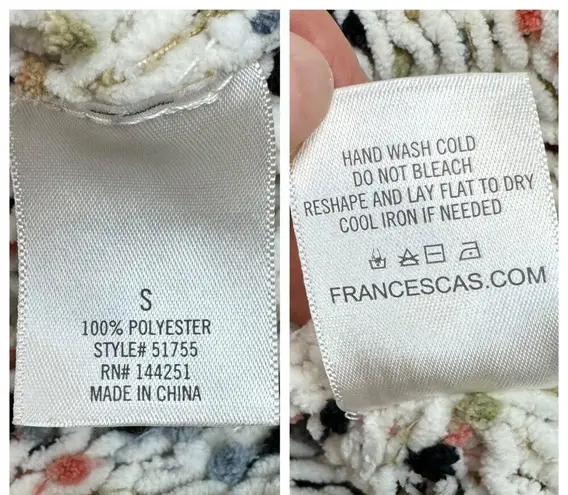 S
100% POLYESTER
STYLE# 51755
RN# 144251
MADE IN CHINA
HAND WASH COLD
DO NOT BLEACH
RESHAPE AND LAY FLAT TO DRY
COOL IRON IF NEEDED
FRANCESCAS.COM